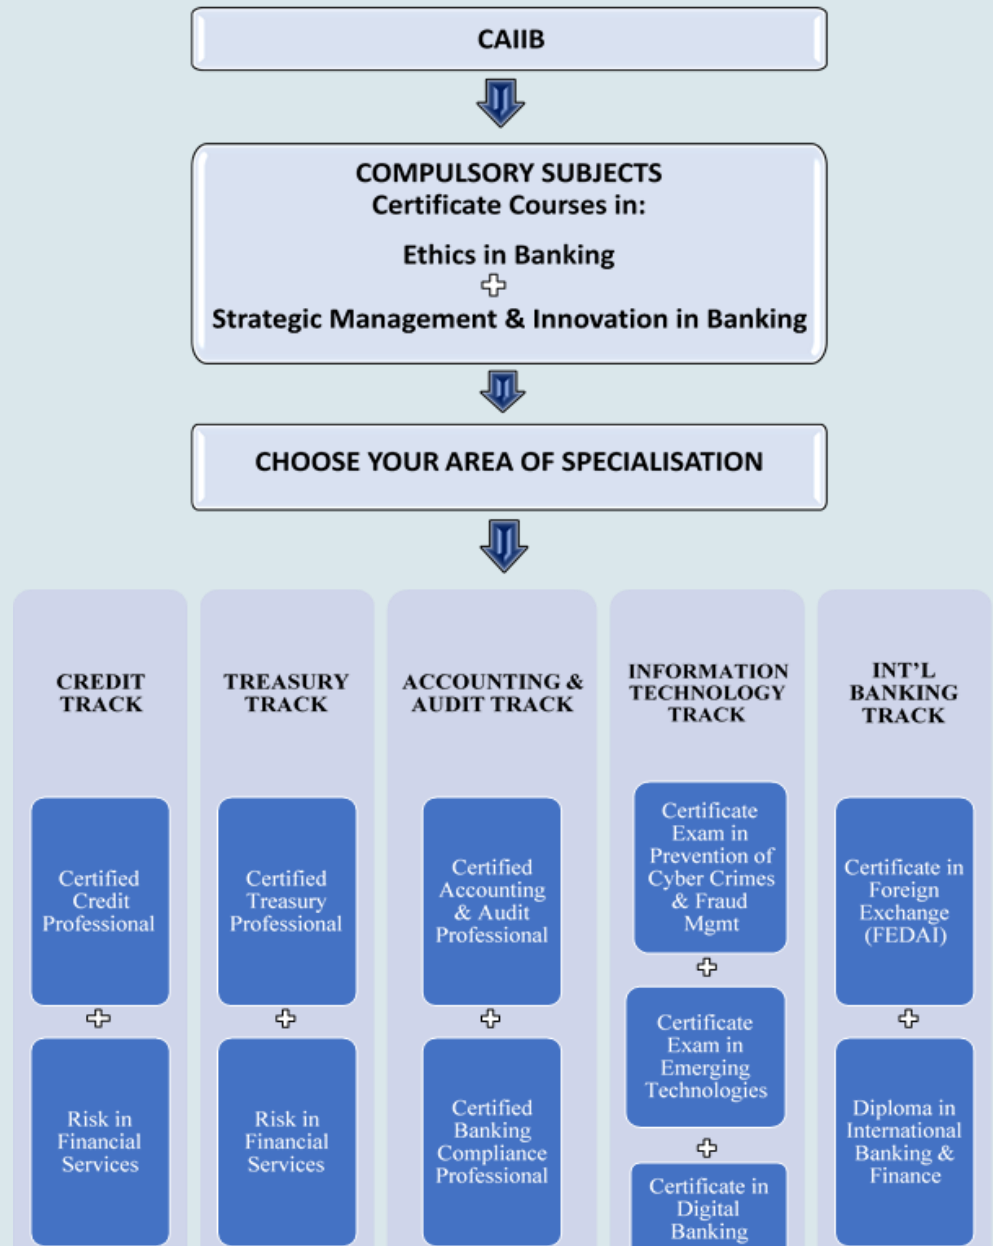 CAIIB
COMPULSORY SUBJECTS
Certificate Courses in:
Ethics in Banking
Strategic Management & Innovation in Banking
CHOOSE YOUR AREA OF SPECIALISATION
CREDIT
TRACK
Certified
Credit
Professional
Risk in
Financial
Services
TREASURY
TRACK
Certified
Treasury
Professional
Risk in
Financial
Services
ACCOUNTING &
AUDIT TRACK
Certified
Accounting
& Audit
Professional
Certified
Banking
Compliance
Professional
INFORMATION
TECHNOLOGY
TRACK
Certificate
Exam in
Prevention of
Cyber Crimes
& Fraud
Mgmt
Certificate
Exam in
Emerging
Technologies
Certificate in
Digital
Banking
INT’L
BANKING
TRACK
Certificate in
Foreign
Exchange
(FEDAI)
Diploma in
International
Banking &
Finance